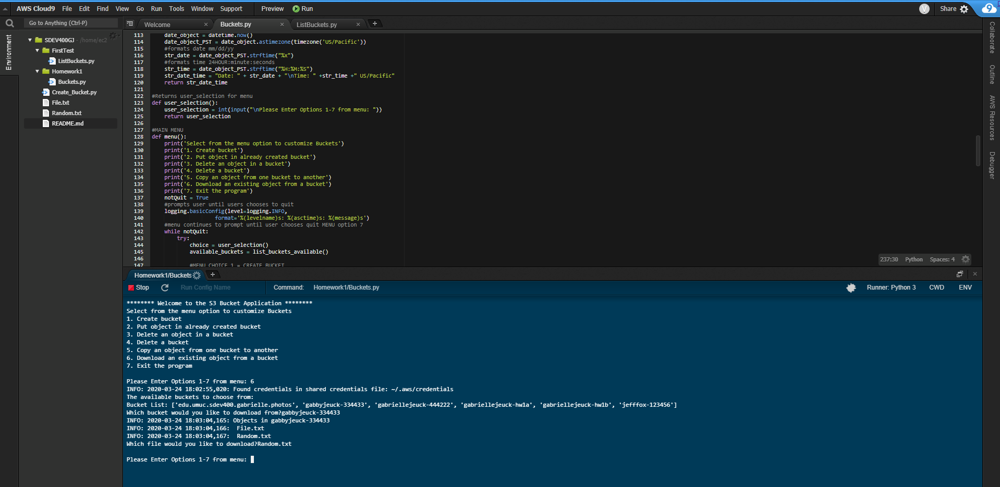 AWS Cloud9 File Edit Find View Go Run Tools Window Support Preview Run V Share 9
Go to Anything (Ctrl-P)
Welcome Buckets.py ListBuckets.py
Environment
SDEV400GJ - /home/ec2
FirstTest
ListBuckets.py
Homework1
Buckets.py
Create_Bucket.py
File.txt
Random.txt
README.md
113 date_object = datetime.now()
114 date_object_PST = date_object.astimezone(timezone('US/Pacific'))
115 #formats date mm/dd/yy
116 str_date = date_object_PST.strftime("%x")
117 #formats time 24HOUR:minute:seconds
118 str_time = date_object_PST.strftime("%H:%M:%S")
119 str_date_time = "Date: " + str_date + "\nTime: " +str_time +" US/Pacific"
120 return str_date_time
121
122 #Returns user_selection for menu
123 def user_selection():
124 user_selection = int(input("\nPlease Enter Options 1-7 from menu: "))
125 return user_selection
126
127 #MAIN MENU
128 def menu():
129 print('Select from the menu option to customize Buckets')
130 print('1. Create bucket')
131 print('2. Put object in already created bucket')
132 print('3. Delete an object in a bucket')
133 print('4. Delete a bucket')
134 print('5. Copy an object from one bucket to another')
135 print('6. Download an existing object from a bucket')
136 print('7. Exit the program')
137 notQuit = True
138 #prompts user until users chooses to quit
139 logging.basicConfig(level=logging.INFO,
140 format='%(levelname)s: %(asctime)s: %(message)s')
141 #menu continues to prompt until user chooses quit MENU option 7
142 while notQuit:
143 try:
144 choice = user_selection()
145 available_buckets = list_buckets_available()
146
147 #MENU CHOICE 1 = CREATE BUCKET
237:30 Python Spaces: 4
Collaborate
Outline
AWS Resources
Debugger
Homework1/Buckets
Stop Run Config Name Command: Homework1/Buckets.py Runner: Python 3 CWD ENV
******** Welcome to the S3 Bucket Application ********
Select from the menu option to customize Buckets
1. Create bucket
2. Put object in already created bucket
3. Delete an object in a bucket
4. Delete a bucket
5. Copy an object from one bucket to another
6. Download an existing object from a bucket
7. Exit the program
Please Enter Options 1-7 from menu: 6
INFO: 2020-03-24 18:02:55,020: Found credentials in shared credentials file: ~/.aws/credentials
The available buckets to choose from:
Bucket List: ['edu.umuc.sdev400.gabrielle.photos', 'gabbyjeuck-334433', 'gabriellejeuck-444222', 'gabriellejeuck-hw1a', 'gabriellejeuck-hw1b', 'jefffox-123456']
Which bucket would you like to download from?gabbyjeuck-334433
INFO: 2020-03-24 18:03:04,165: Objects in gabbyjeuck-334433
INFO: 2020-03-24 18:03:04,166: File.txt
INFO: 2020-03-24 18:03:04,167: Random.txt
Which file would you like to download?Random.txt
Please Enter Options 1-7 from menu: